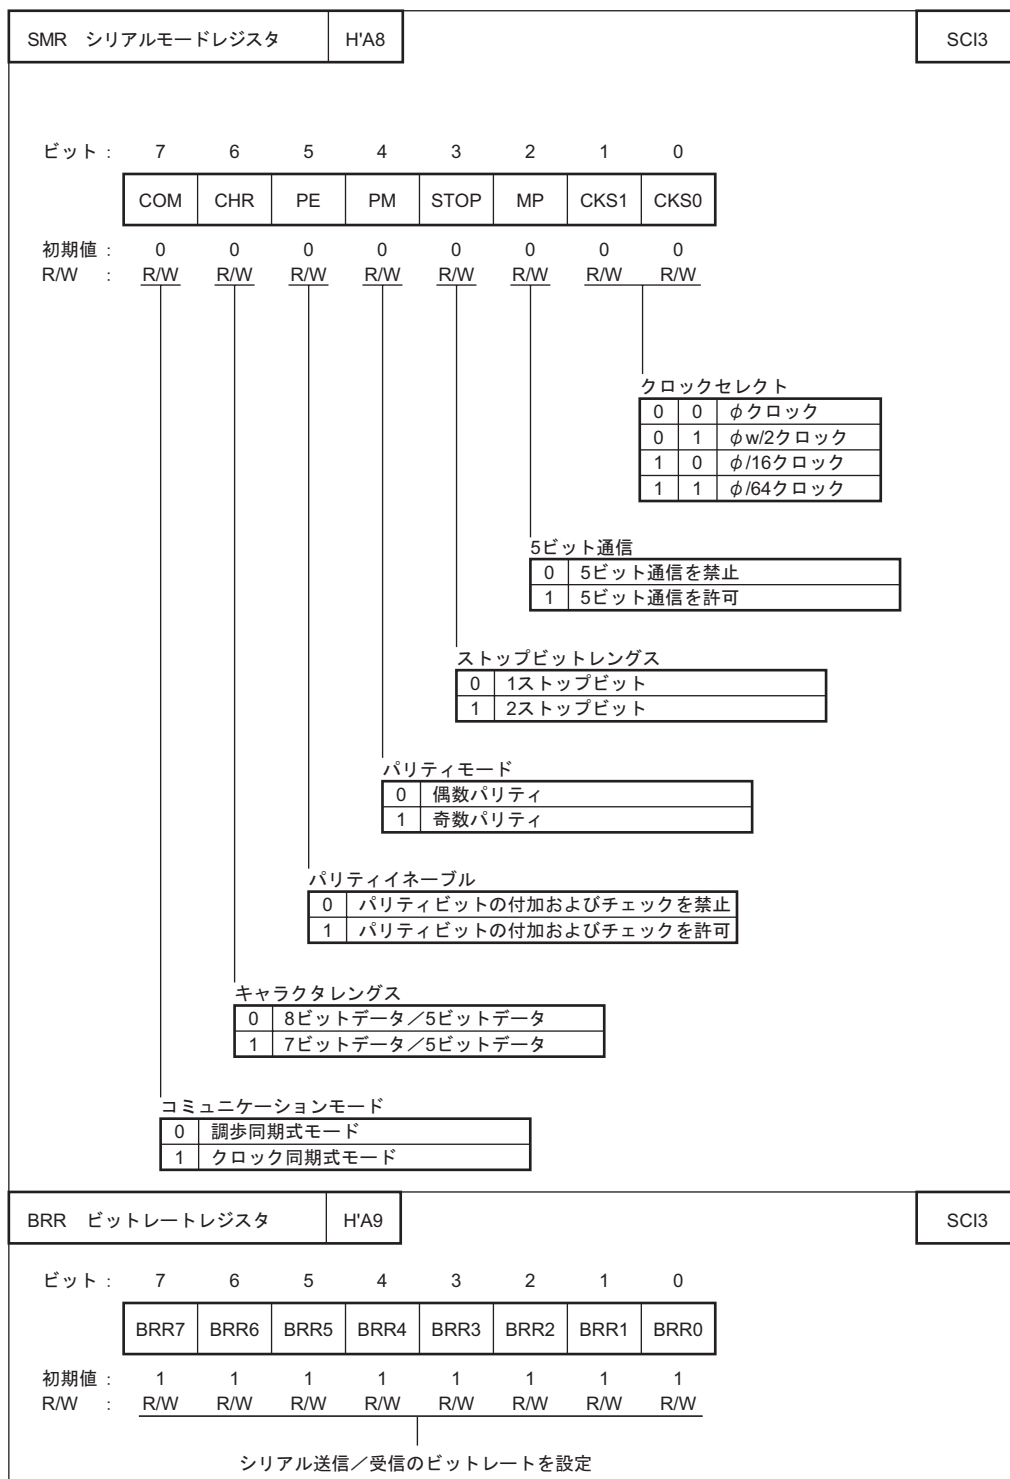 SMR シリアルモードレジスタ H'A8 SCI3
ビット : 7 6 5 4 3 2 1 0
COM CHR PE PM STOP MP CKS1 CKS0
初期値 : 0 0 0 0 0 0 0 0
R/W : R/W R/W R/W R/W R/W R/W R/W R/W
クロックセレクト
0 0 φクロック
0 1 φw/2クロック
1 0 φ/16クロック
1 1 φ/64クロック
5ビット通信
0 5ビット通信を禁止
1 5ビット通信を許可
ストップビットレングス
0 1ストップビット
1 2ストップビット
パリティモード
0 偶数パリティ
1 奇数パリティ
パリティイネーブル
0 パリティビットの付加およびチェックを禁止
1 パリティビットの付加およびチェックを許可
キャラクタレングス
0 8ビットデータ／5ビットデータ
1 7ビットデータ／5ビットデータ
コミュニケーションモード
0 調歩同期式モード
1 クロック同期式モード
BRR ビットレートレジスタ H'A9 SCI3
ビット : 7 6 5 4 3 2 1 0
BRR7 BRR6 BRR5 BRR4 BRR3 BRR2 BRR1 BRR0
初期値 : 1 1 1 1 1 1 1 1
R/W : R/W R/W R/W R/W R/W R/W R/W R/W
シリアル送信／受信のビットレートを設定